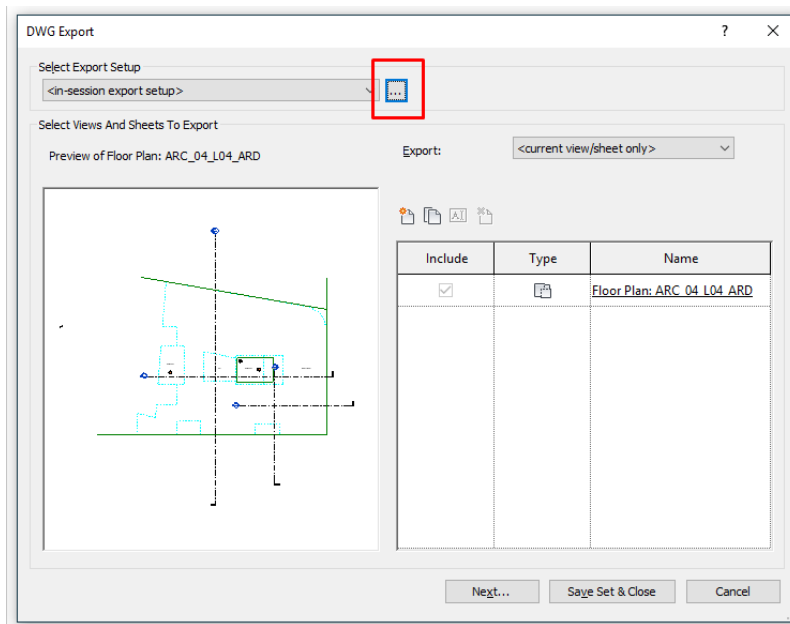 DWG Export
Select Export Setup
<in-session export setup>
...
Select Views And Sheets To Export
Preview of Floor Plan: ARC_04_L04_ARD
Export:
<current view/sheet only>
Include Type Name
Floor Plan: ARC_04_L04_ARD
Next... Save Set & Close Cancel